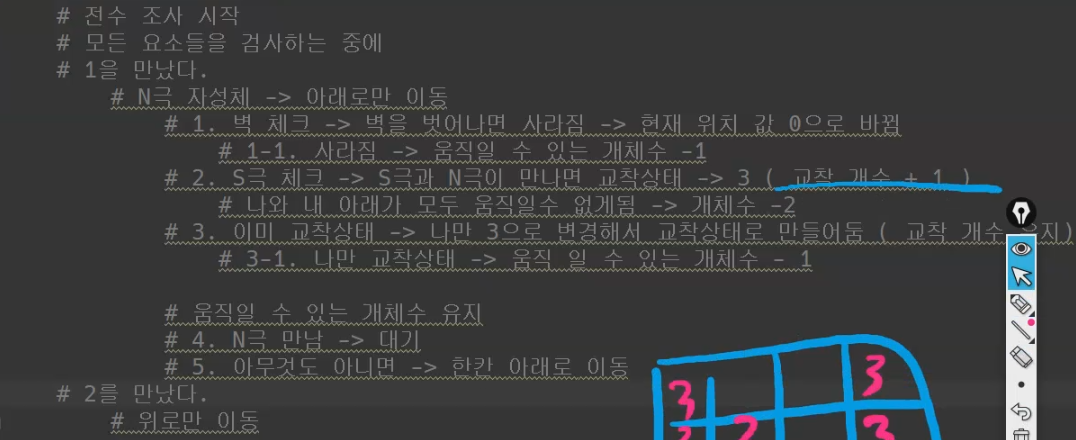 # 전수 조사 시작
# 모든 요소들을 검사하는 중에
# 1을 만났다.
# N극 자성체 -> 아래로만 이동
# 1. 벽 체크 -> 벽을 벗어나면 사라짐 -> 현재 위치 값 0으로 바뀜
# 1-1. 사라짐 -> 움직일 수 있는 개체수 -1
# 2. S극 체크 -> S극과 N극이 만나면 교착상태 -> 3 ( 교착 개수 + 1 )
# 나와 내 아래가 모두 움직일수 없게됨 -> 개체수 -2
# 3. 이미 교착상태 -> 나만 3으로 변경해서 교착상태로 만들어둠 ( 교착 개수 유지)
# 3-1. 나만 교착상태 -> 움직 일 수 있는 개체수 - 1
# 움직일 수 있는 개체수 유지
# 4. N극 만남 -> 대기
# 5. 아무것도 아니면 -> 한칸 아래로 이동
3 3
# 2를 만났다.
# 위로만 이동
3